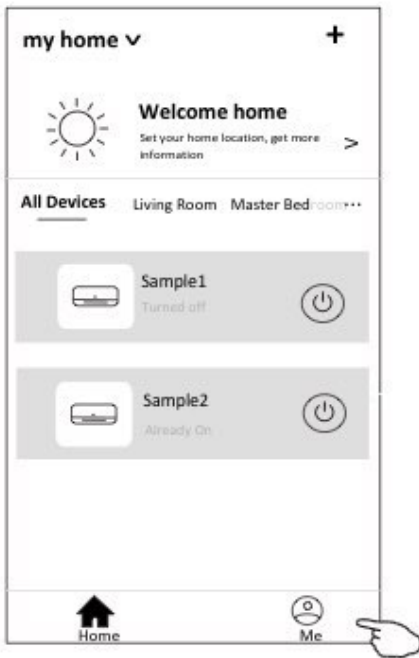 my home
+
Welcome home
Set your home location, get more
information
>
All Devices Living Room Master Bedroom ...
Sample1
Turned off
Sample2
Already On
Home Me